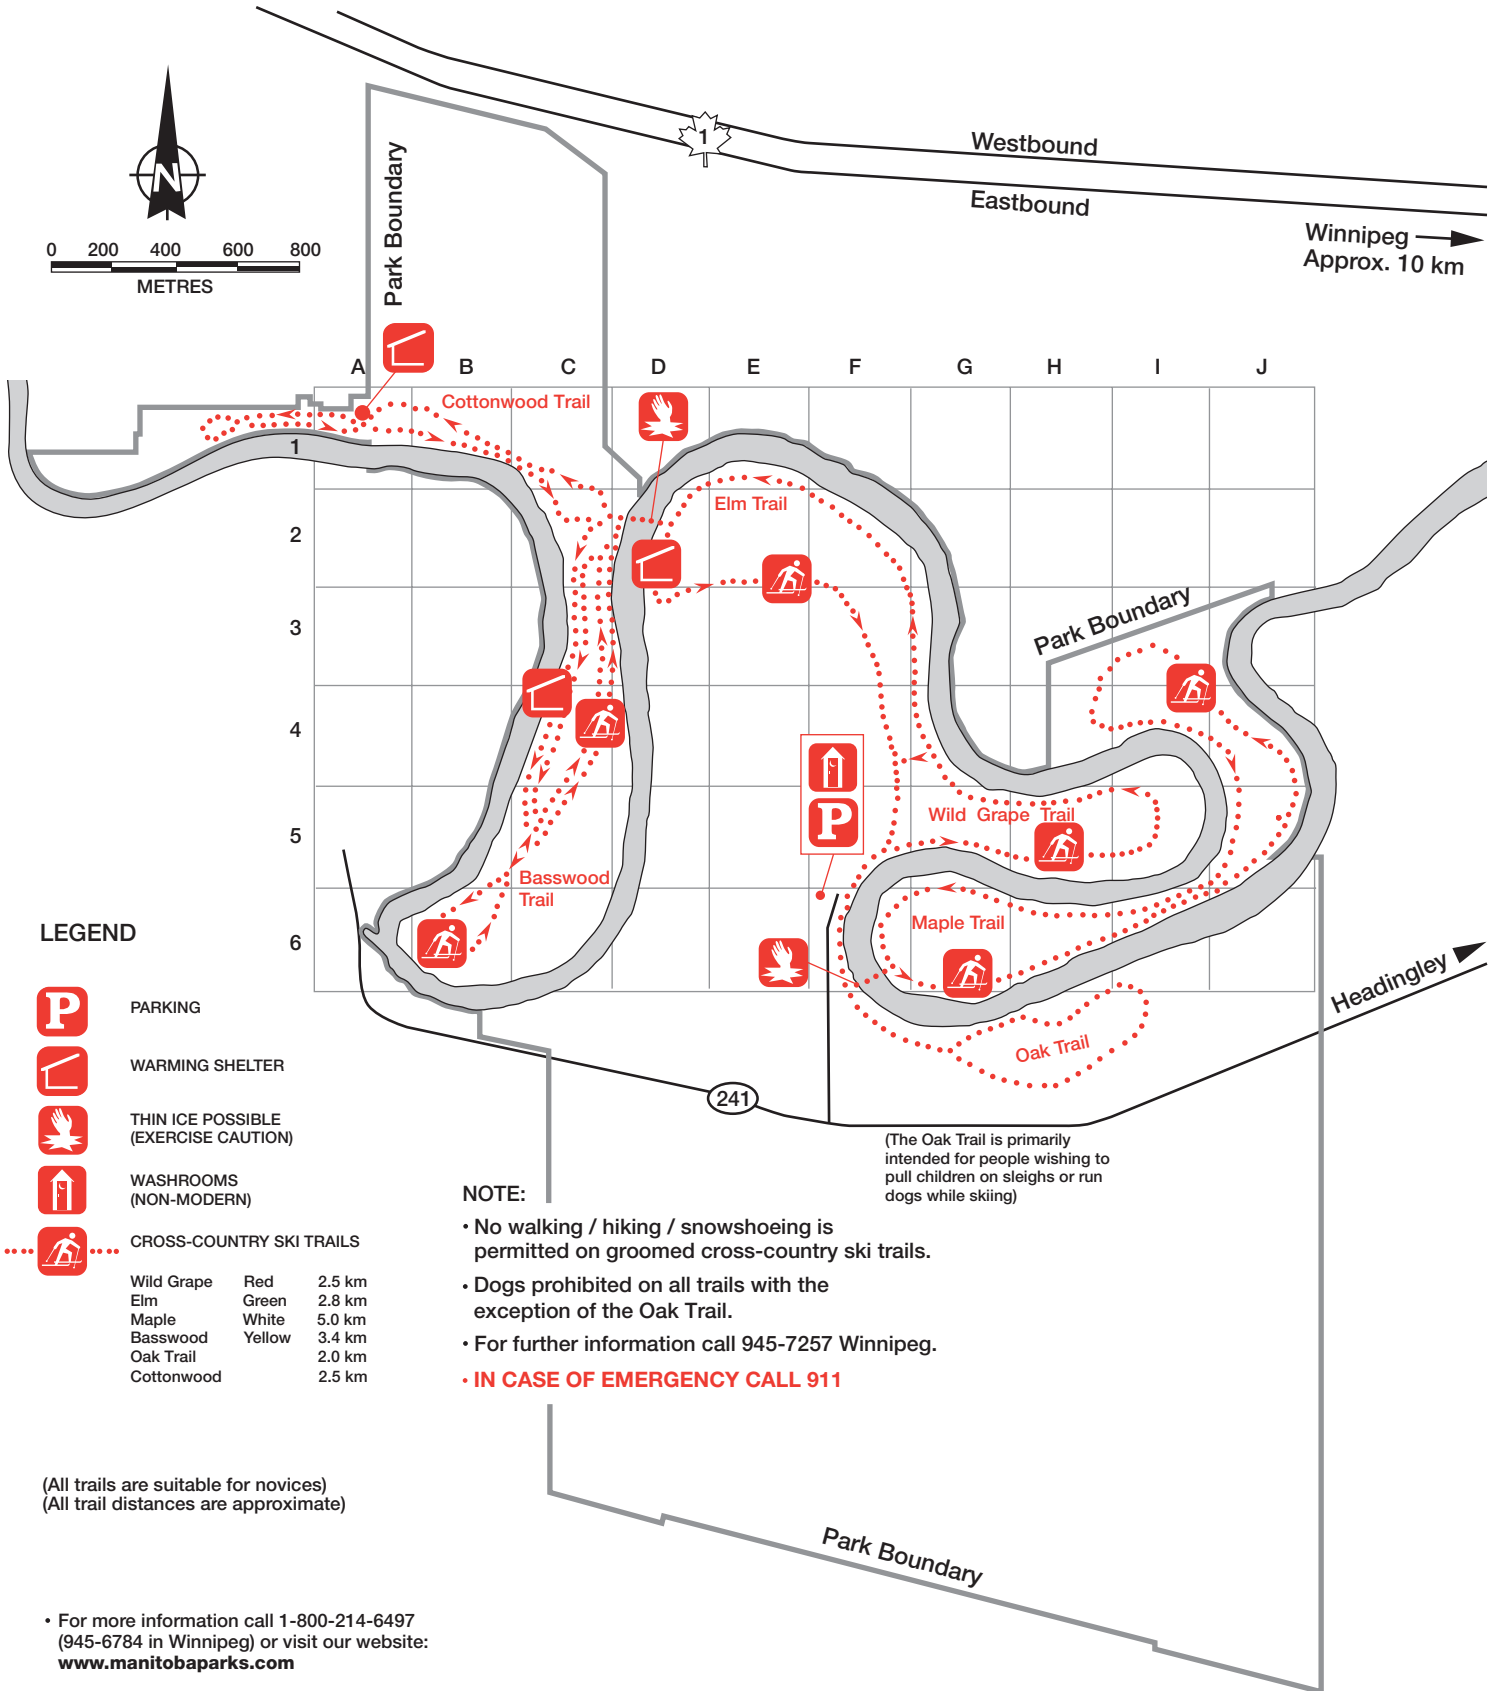 1
Westbound
Eastbound
Winnipeg
Approx. 10 km
N
0 200 400 600 800
METRES
Park Boundary
A B C D E F G H I J
1
2
3
4
5
6
Cottonwood Trail
Elm Trail
Park Boundary
Wild Grape Trail
P
Basswood
Trail
Maple Trail
Oak Trail
Headingley
241
(The Oak Trail is primarily
intended for people wishing to
pull children on sleighs or run
dogs while skiing)
LEGEND
P PARKING
WARMING SHELTER
THIN ICE POSSIBLE
(EXERCISE CAUTION)
WASHROOMS
(NON-MODERN)
CROSS-COUNTRY SKI TRAILS
Wild Grape Red 2.5 km
Elm Green 2.8 km
Maple White 5.0 km
Basswood Yellow 3.4 km
Oak Trail 2.0 km
Cottonwood 2.5 km
NOTE:
• No walking / hiking / snowshoeing is
permitted on groomed cross-country ski trails.
• Dogs prohibited on all trails with the
exception of the Oak Trail.
• For further information call 945-7257 Winnipeg.
• IN CASE OF EMERGENCY CALL 911
(All trails are suitable for novices)
(All trail distances are approximate)
Park Boundary
• For more information call 1-800-214-6497
(945-6784 in Winnipeg) or visit our website:
www.manitobaparks.com